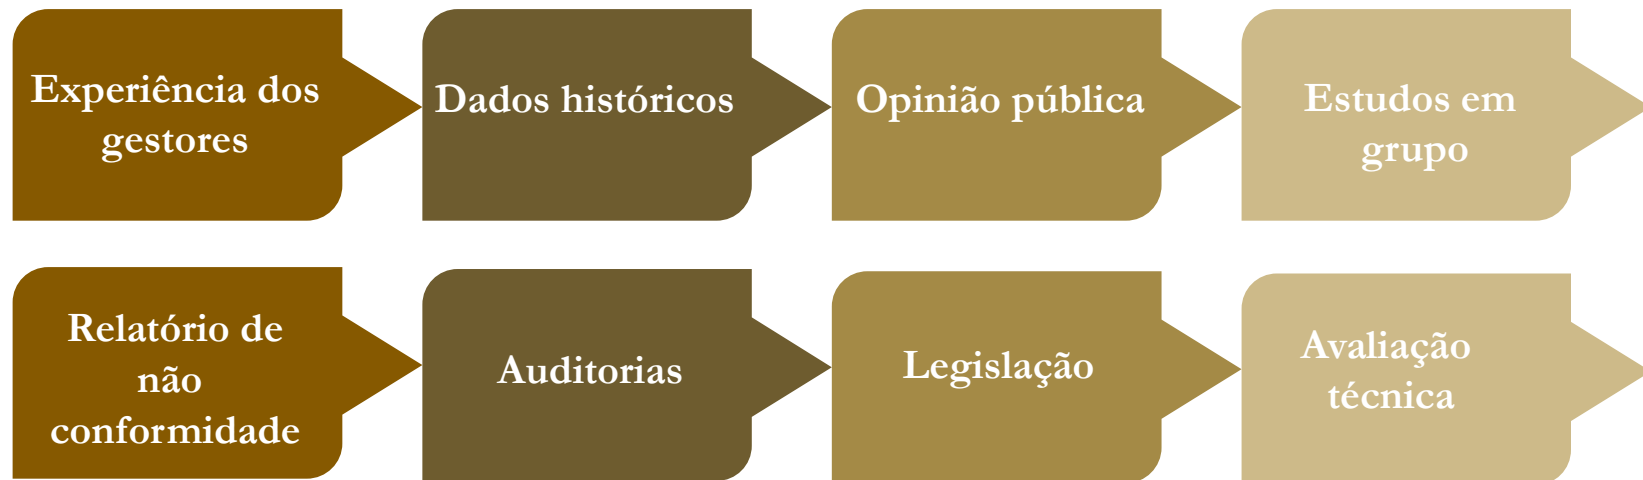 Experiência dos
gestores
Dados históricos
Opinião pública
Estudos em
grupo
Relatório de
não
conformidade
Auditorias
Legislação
Avaliação
técnica